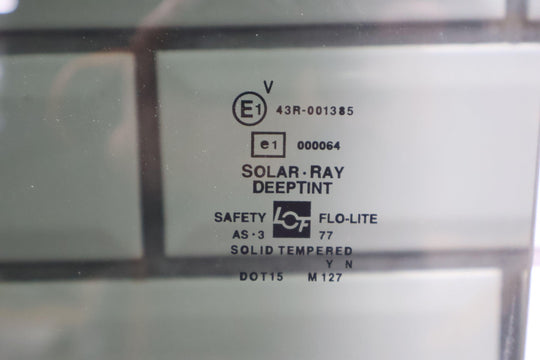 V
E1 43R-001385
e1 000064
SOLAR·RAY
DEEPTINT
SAFETY LOF FLO-LITE
AS·3 77
SOLID TEMPERED
Y N
DOT15 M127